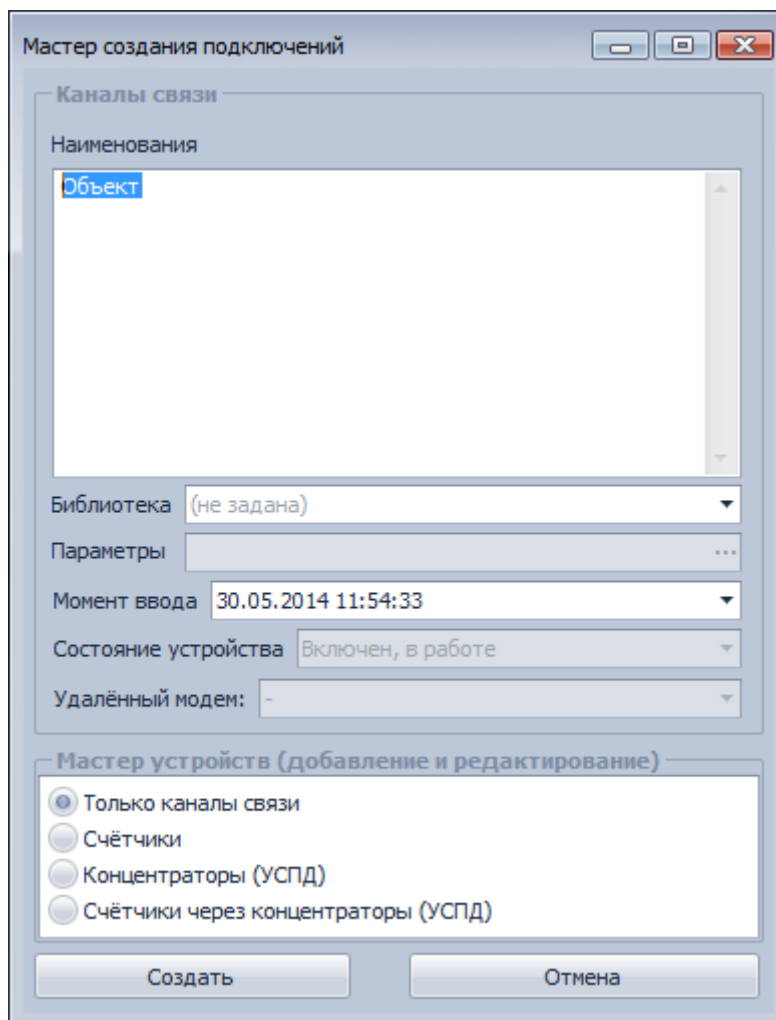 Мастер создания подключений
Каналы связи
Наименования
Объект
Библиотека (не задана)
Параметры ...
Момент ввода 30.05.2014 11:54:33
Состояние устройства Включен, в работе
Удалённый модем: -
Мастер устройств (добавление и редактирование)
Только каналы связи
Счётчики
Концентраторы (УСПД)
Счётчики через концентраторы (УСПД)
Создать Отмена